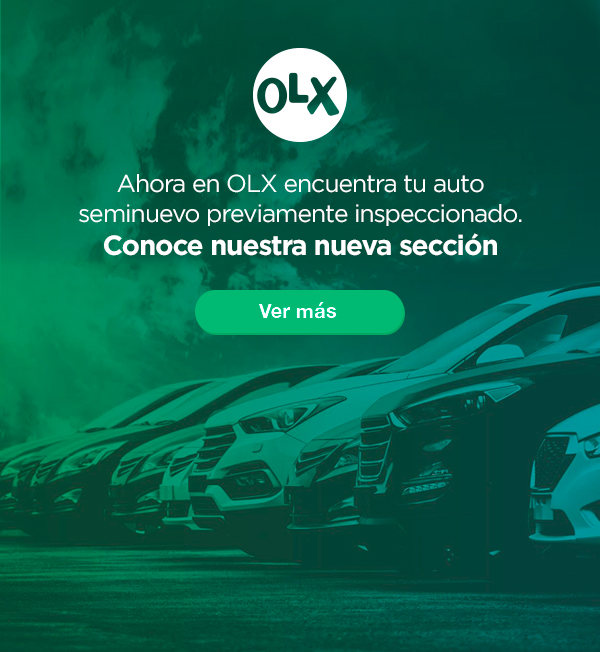 OLX
Ahora en OLX encuentra tu auto
seminuevo previamente inspeccionado.
Conoce nuestra nueva sección
Ver más